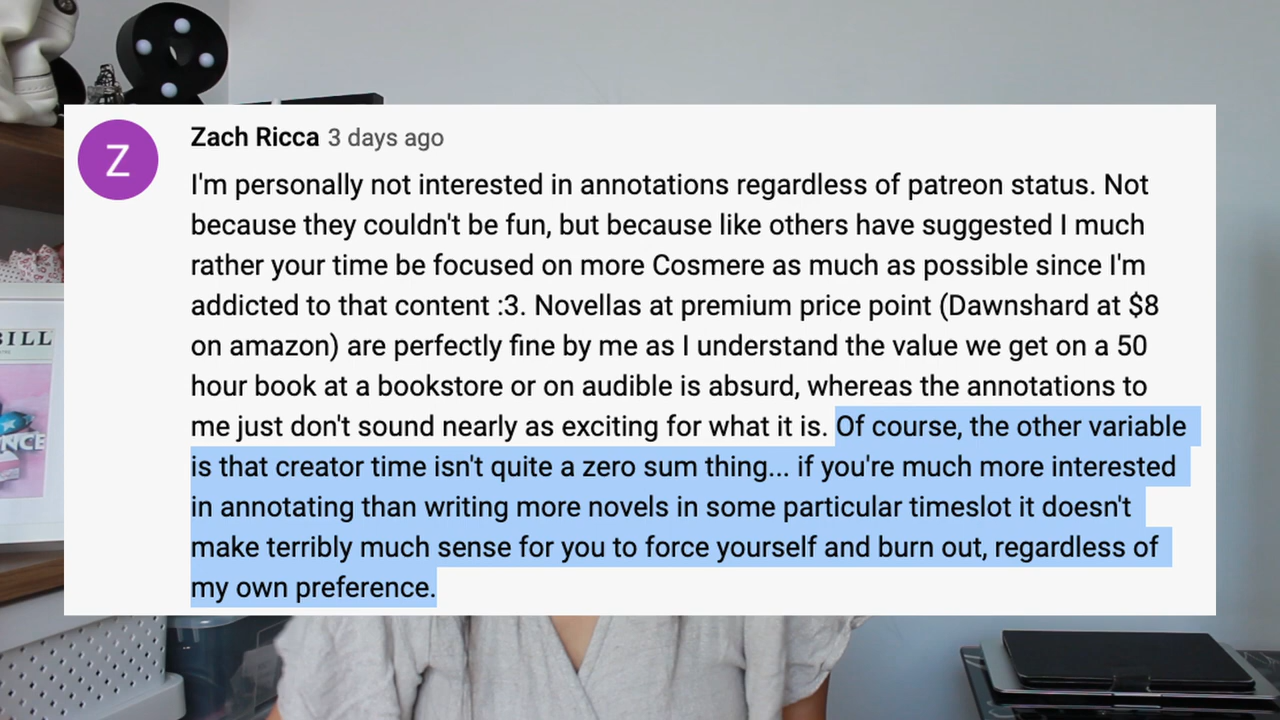 Zach Ricca 3 days ago
Z
I'm personally not interested in annotations regardless of patreon status. Not
because they couldn't be fun, but because like others have suggested I much
rather your time be focused on more Cosmere as much as possible since I'm
addicted to that content :3. Novellas at premium price point (Dawnshard at $8
on amazon) are perfectly fine by me as I understand the value we get on a 50
hour book at a bookstore or on audible is absurd, whereas the annotations to
me just don't sound nearly as exciting for what it is. Of course, the other variable
is that creator time isn't quite a zero sum thing... if you're much more interested
in annotating than writing more novels in some particular timeslot it doesn't
make terribly much sense for you to force yourself and burn out, regardless of
my own preference.